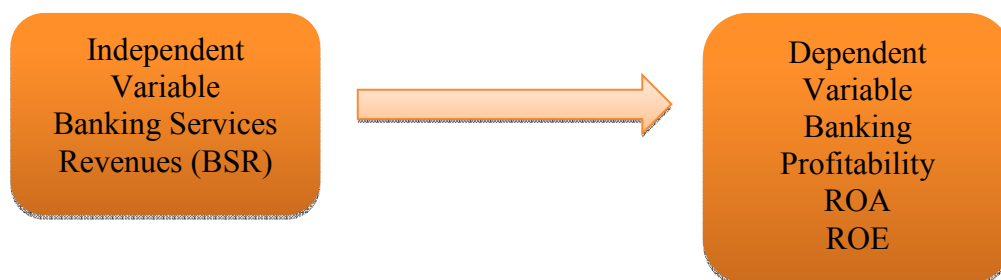 Independent
Variable
Banking Services
Revenues (BSR)
Dependent
Variable
Banking
Profitability
ROA
ROE